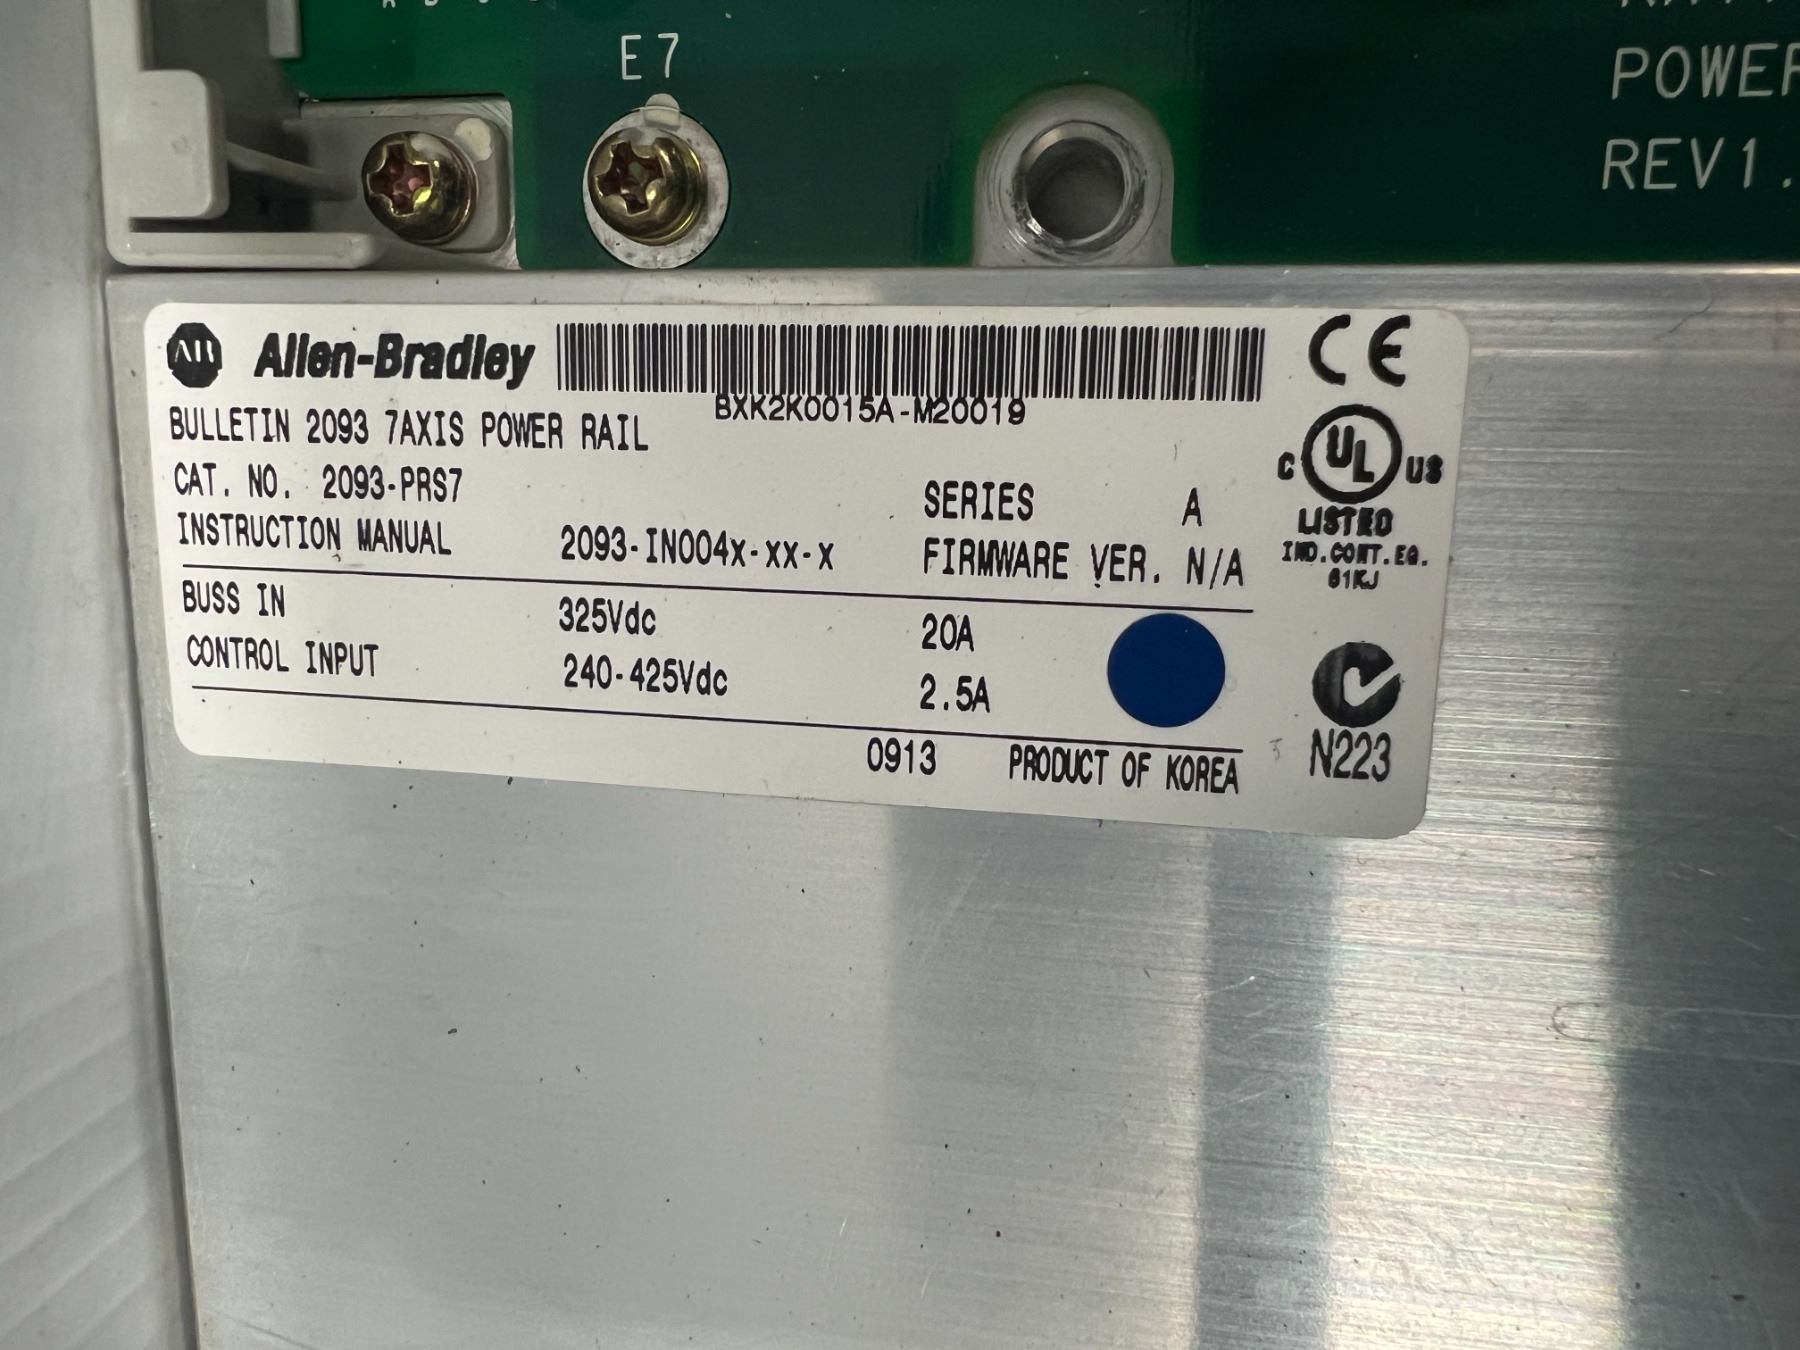 E7
POWER
REV1.
Allen-Bradley
BXK2K0015A-M20019
BULLETIN 2093 7AXIS POWER RAIL
CAT. NO. 2093-PRS7
SERIES A
INSTRUCTION MANUAL 2093-IN004X-XX-X FIRMWARE VER. N/A
BUSS IN 325Vdc 20A
CONTROL INPUT 240-425Vdc 2.5A
0913 PRODUCT OF KOREA
CE
C UL US
LISTED
IND.CONT.EQ.
61KJ
N223